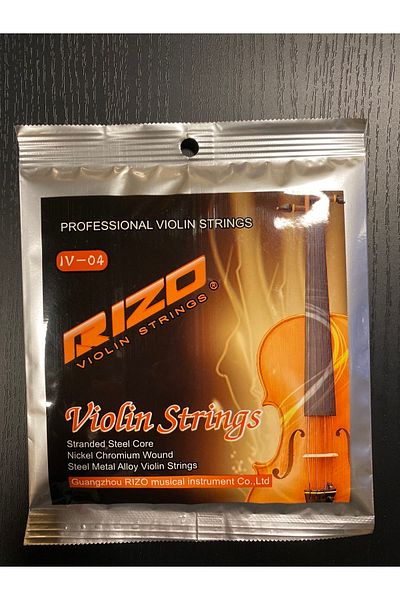 PROFESSIONAL VIOLIN STRINGS
JV-04
RIZO
VIOLIN STRINGS ®
Violin Strings
Stranded Steel Core
Nickel Chromium Wound
Steel Metal Alloy Violin Strings
Guangzhou RIZO musical instrument Co.,Ltd